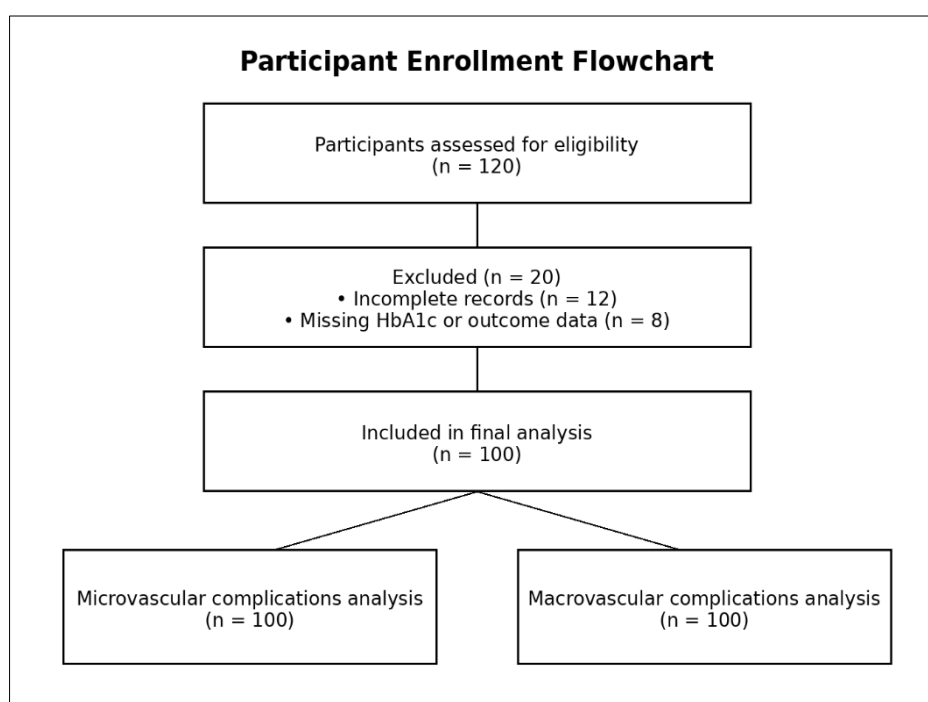 Participant Enrollment Flowchart
Participants assessed for eligibility
(n = 120)
Excluded (n = 20)
• Incomplete records (n = 12)
• Missing HbA1c or outcome data (n = 8)
Included in final analysis
(n = 100)
Microvascular complications analysis
(n = 100)
Macrovascular complications analysis
(n = 100)